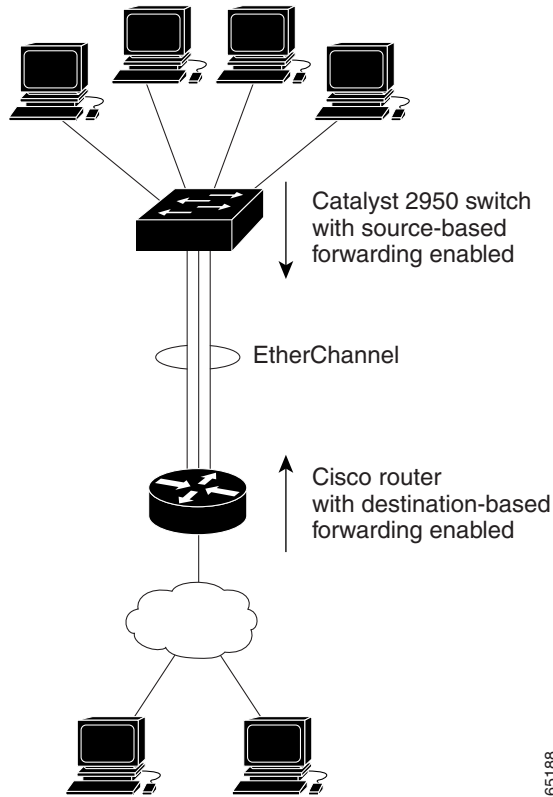 Catalyst 2950 switch
with source-based
forwarding enabled
EtherChannel
Cisco router
with destination-based
forwarding enabled
65188